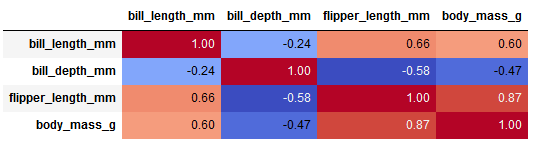 bill_length_mm bill_depth_mm flipper_length_mm body_mass_g
bill_length_mm 1.00 -0.24 0.66 0.60
bill_depth_mm -0.24 1.00 -0.58 -0.47
flipper_length_mm 0.66 -0.58 1.00 0.87
body_mass_g 0.60 -0.47 0.87 1.00